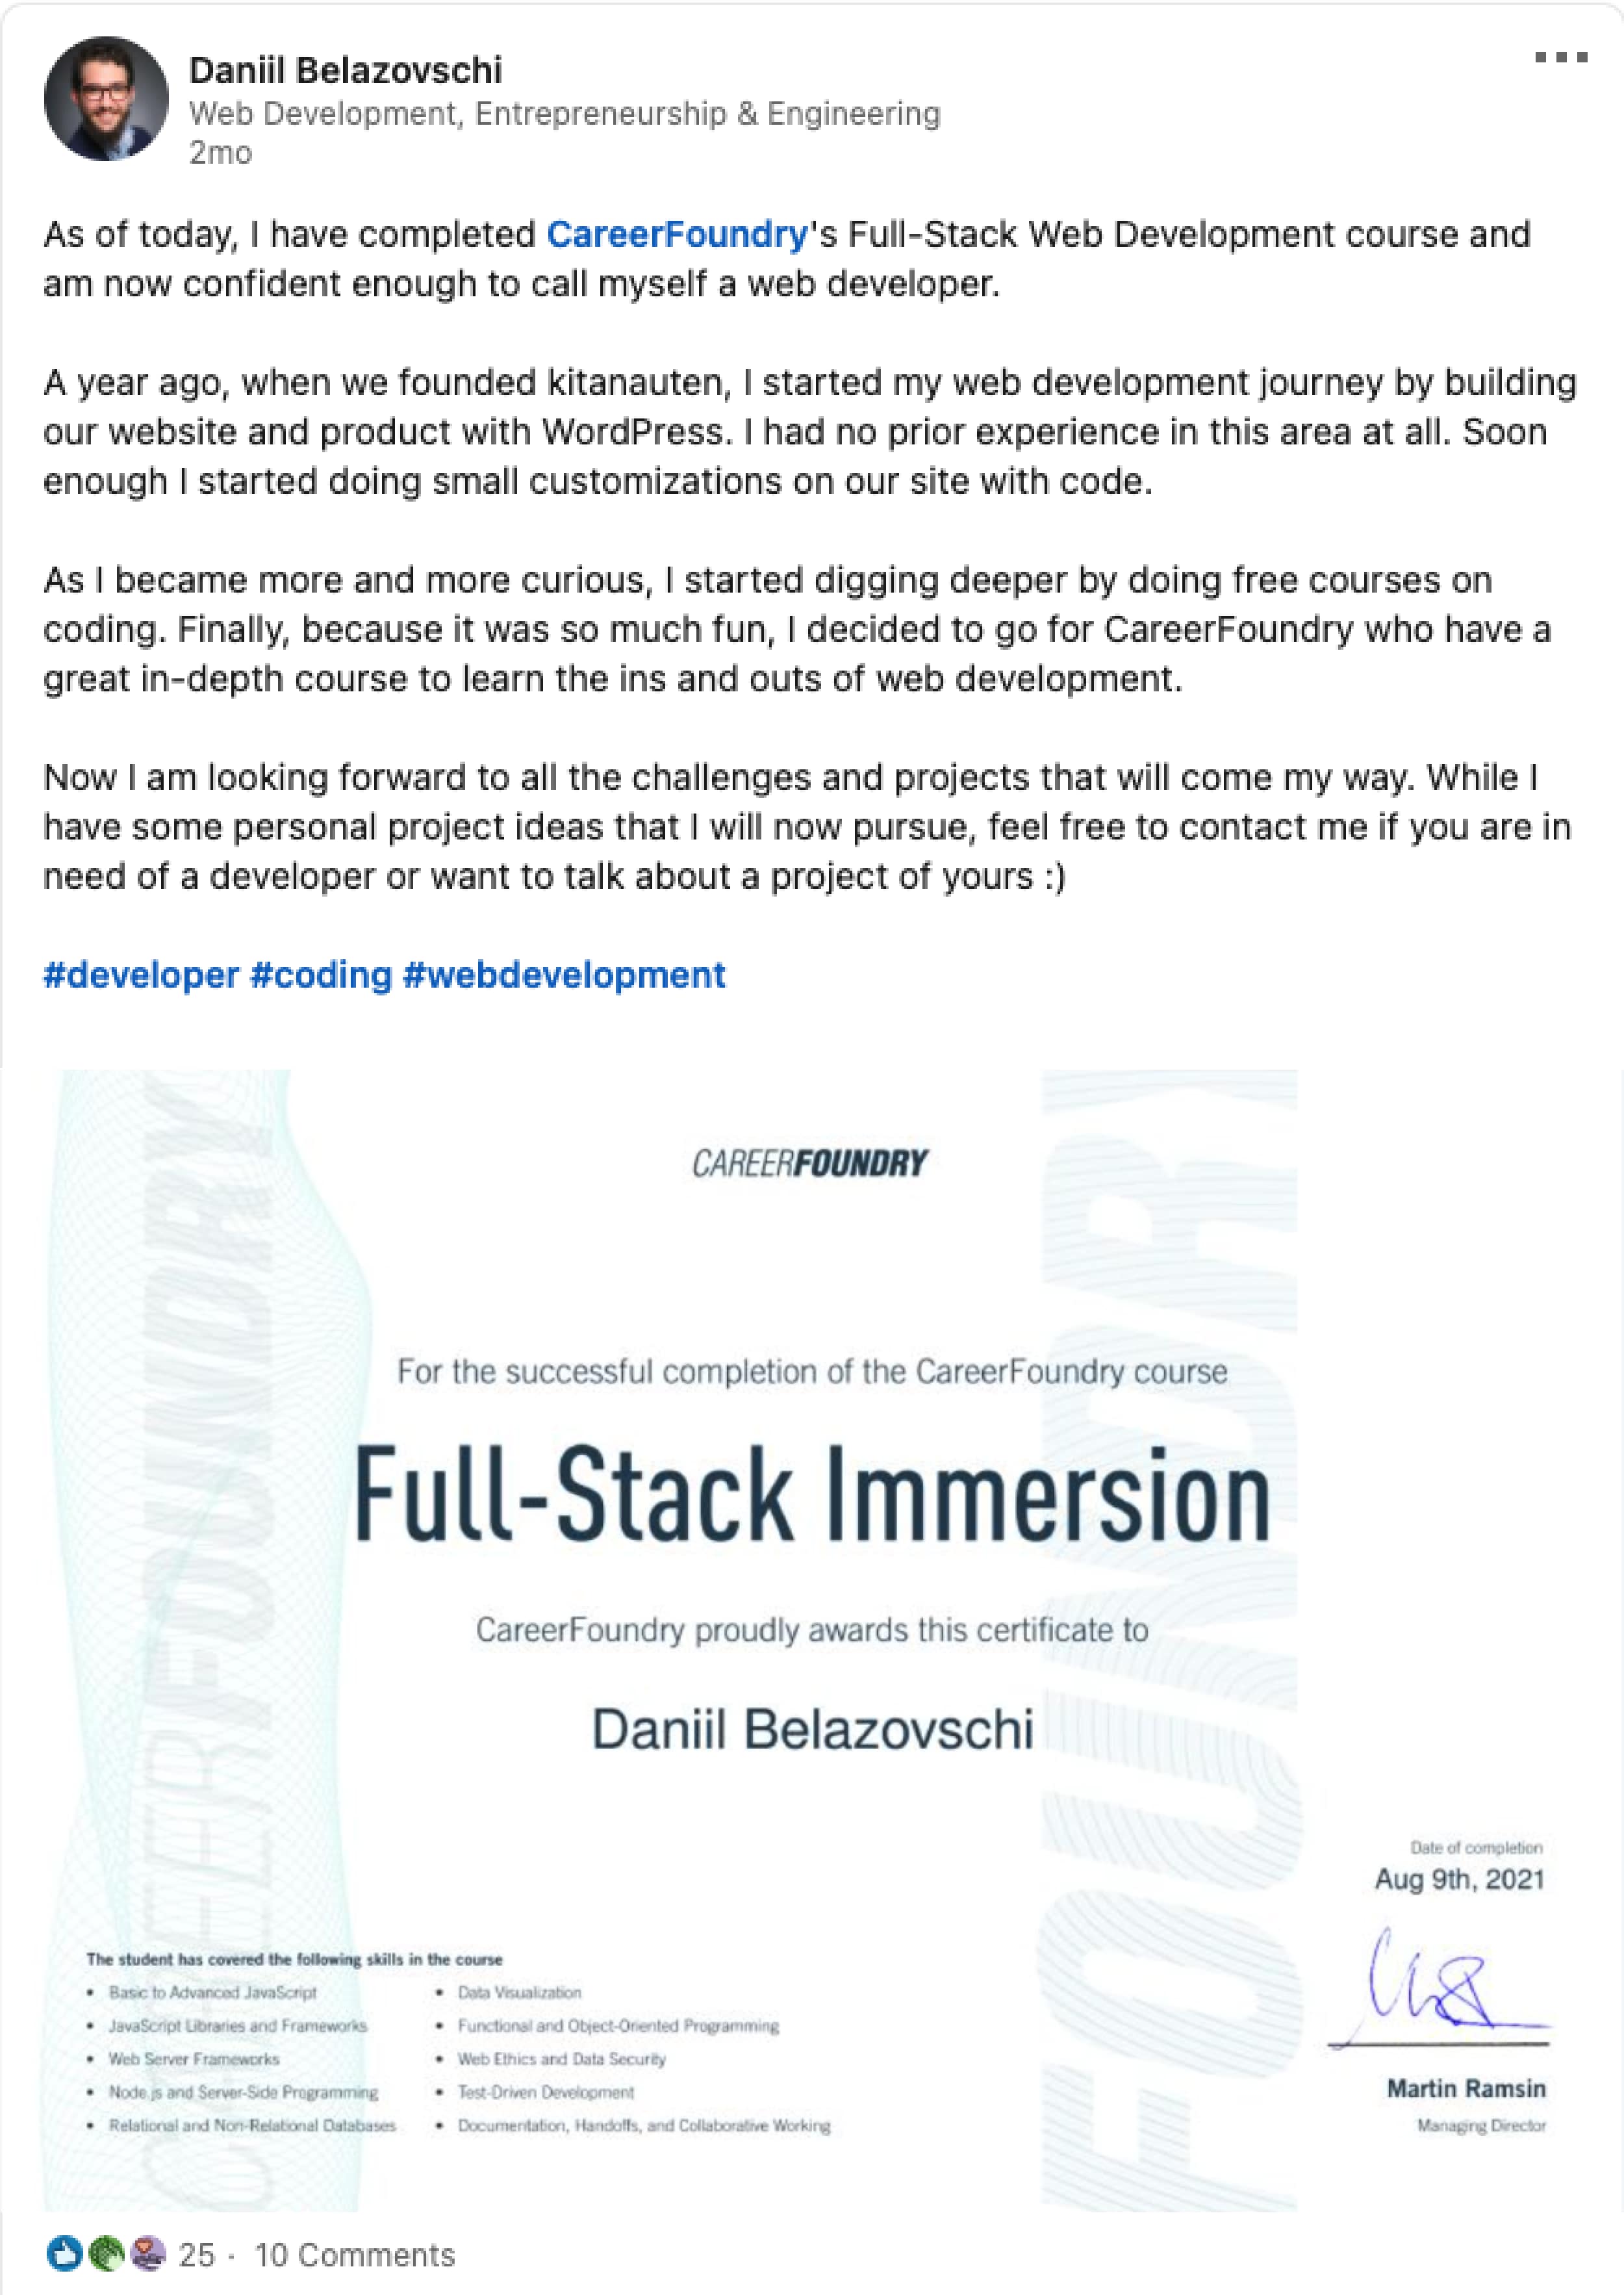 Daniil Belazovschi
Web Development, Entrepreneurship & Engineering
2mo
As of today, I have completed CareerFoundry's Full-Stack Web Development course and
am now confident enough to call myself a web developer.
A year ago, when we founded kitanauten, I started my web development journey by building
our website and product with WordPress. I had no prior experience in this area at all. Soon
enough I started doing small customizations on our site with code.
As I became more and more curious, I started digging deeper by doing free courses on
coding. Finally, because it was so much fun, I decided to go for CareerFoundry who have a
great in-depth course to learn the ins and outs of web development.
Now I am looking forward to all the challenges and projects that will come my way. While I
have some personal project ideas that I will now pursue, feel free to contact me if you are in
need of a developer or want to talk about a project of yours :)
#developer #coding #webdevelopment
CAREERFOUNDRY
CAREERFOUNDRY
FOUNDRY
For the successful completion of the CareerFoundry course
Full-Stack Immersion
CareerFoundry proudly awards this certificate to
Daniil Belazovschi
Date of completion
Aug 9th, 2021
The student has covered the following skills in the course
• Basic to Advanced JavaScript
• JavaScript Libraries and Frameworks
• Web Server Frameworks
• Node.js and Server-Side Programming
• Relational and Non-Relational Databases
• Data Visualization
• Functional and Object-Oriented Programming
• Web Ethics and Data Security
• Test-Driven Development
• Documentation, Handoffs, and Collaborative Working
Martin Ramsin
Managing Director
25 · 10 Comments